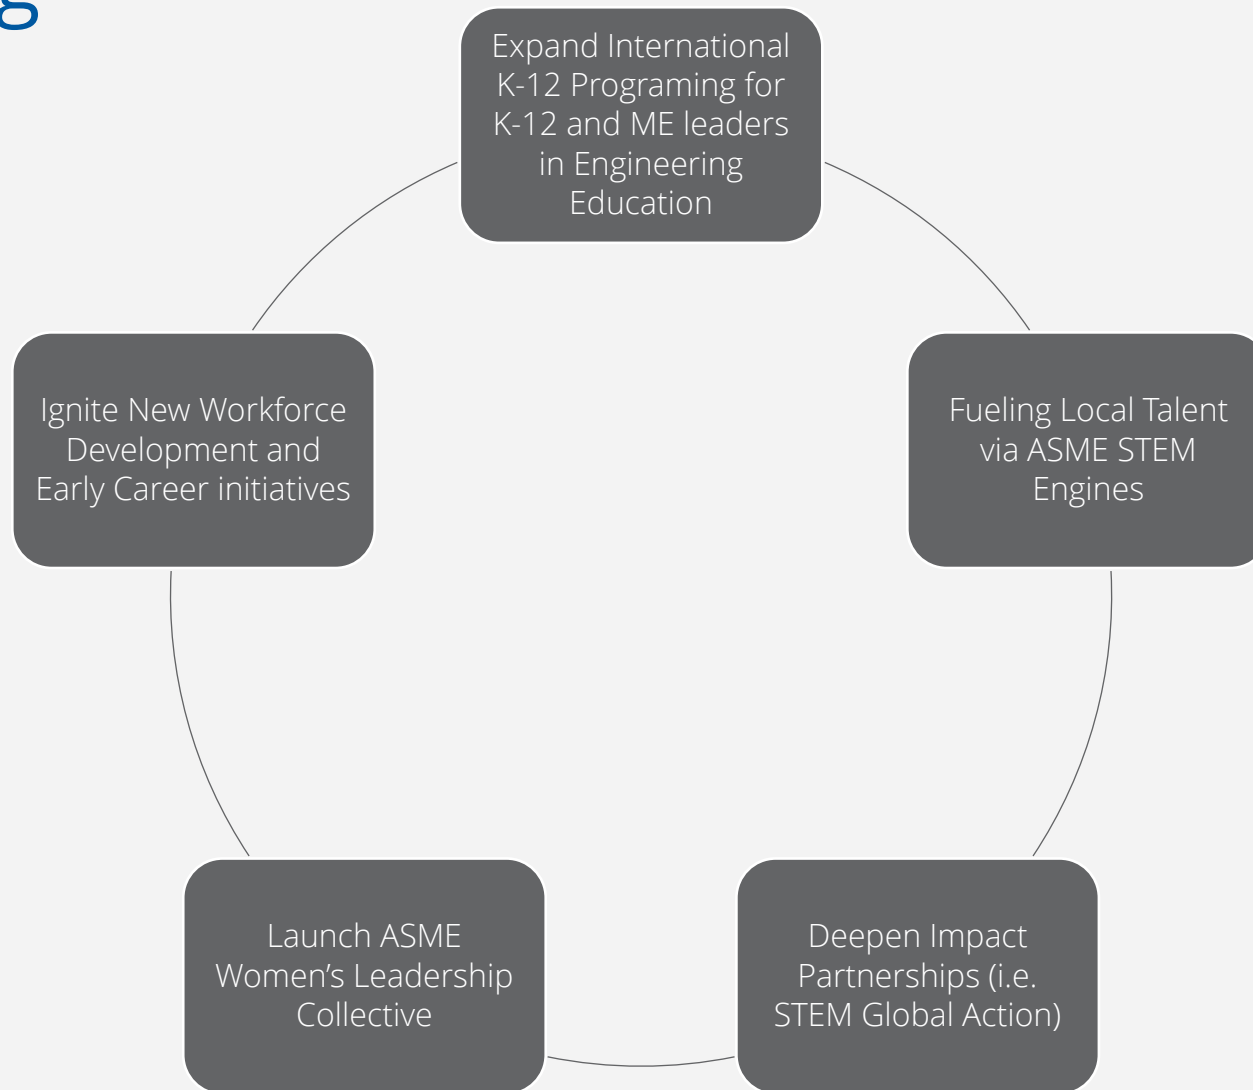 g
Expand International
K-12 Programing for
K-12 and ME leaders
in Engineering
Education
Fueling Local Talent
via ASME STEM
Engines
Deepen Impact
Partnerships (i.e.
STEM Global Action)
Launch ASME
Women’s Leadership
Collective
Ignite New Workforce
Development and
Early Career initiatives